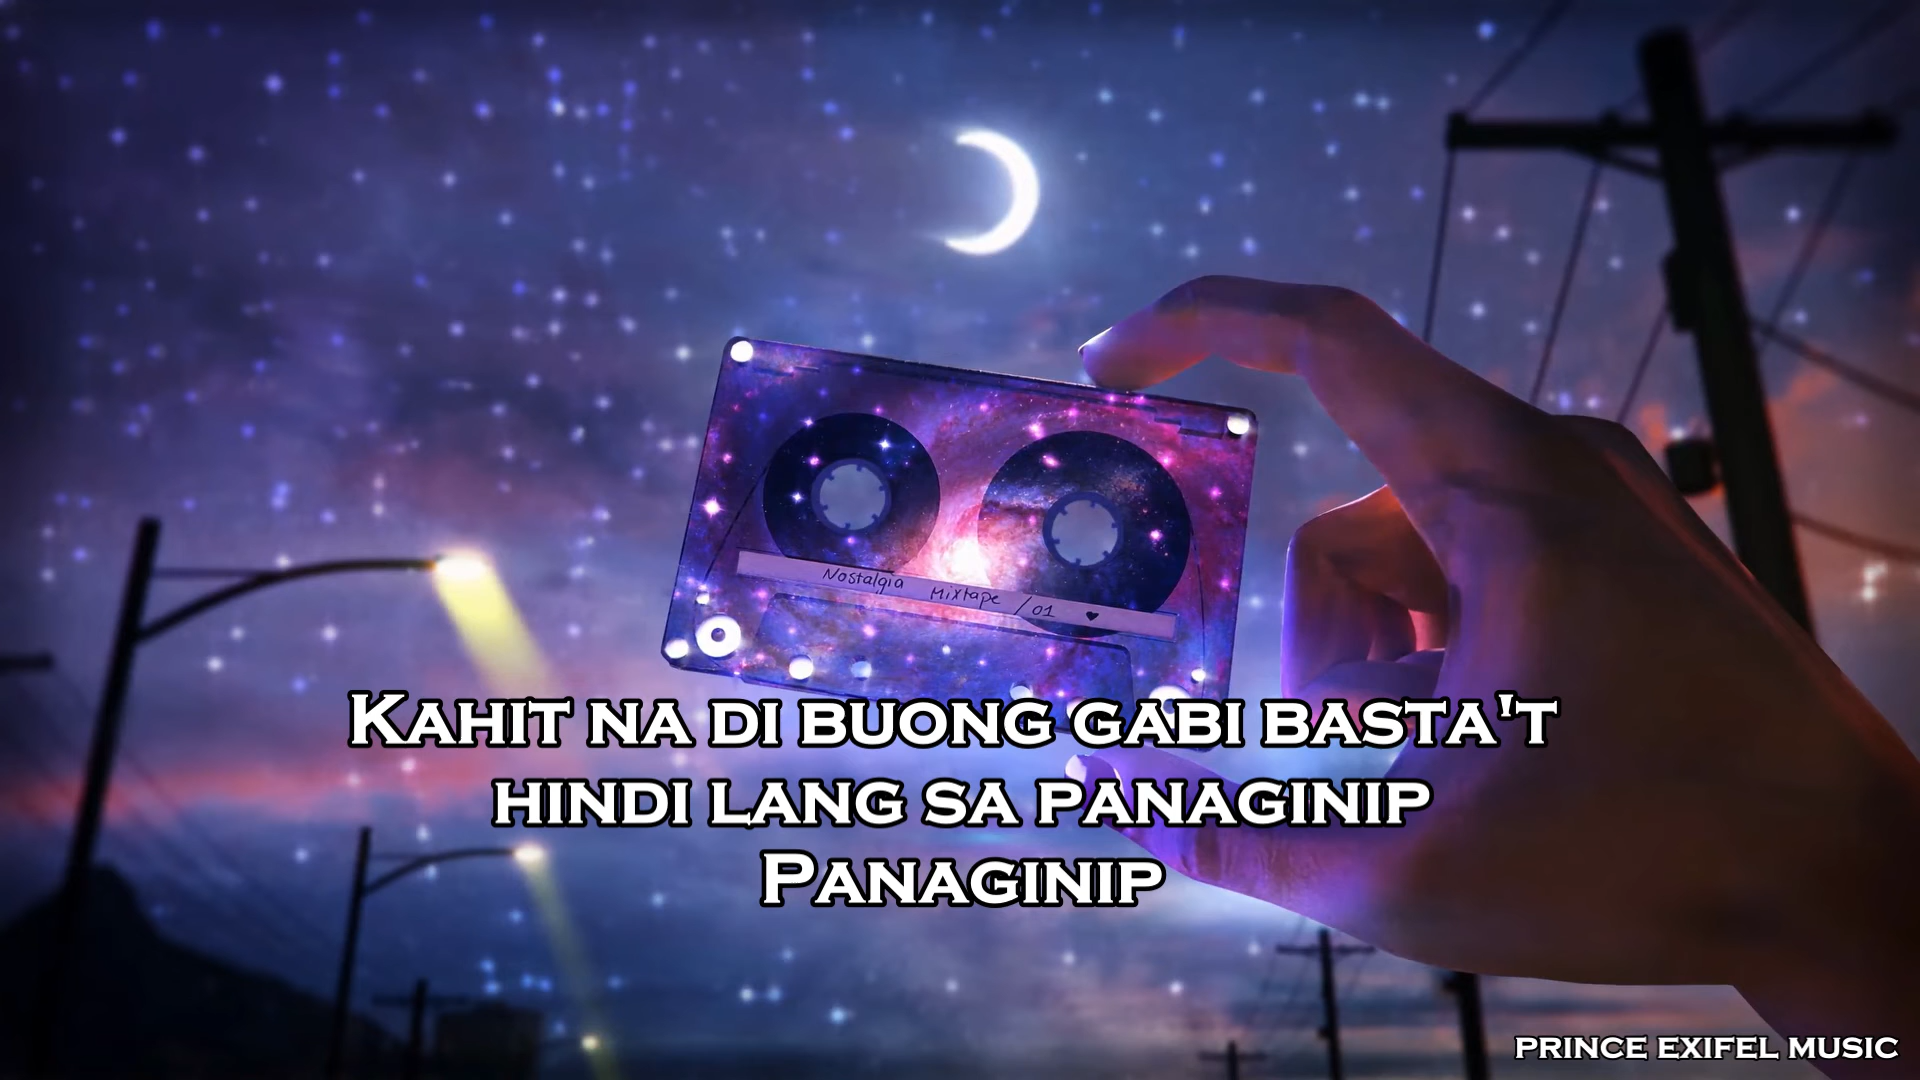 Nostalgia Mixtape /01 ♥
Kahit na di buong gabi basta't
hindi lang sa panaginip
Panaginip
PRINCE EXIFEL MUSIC